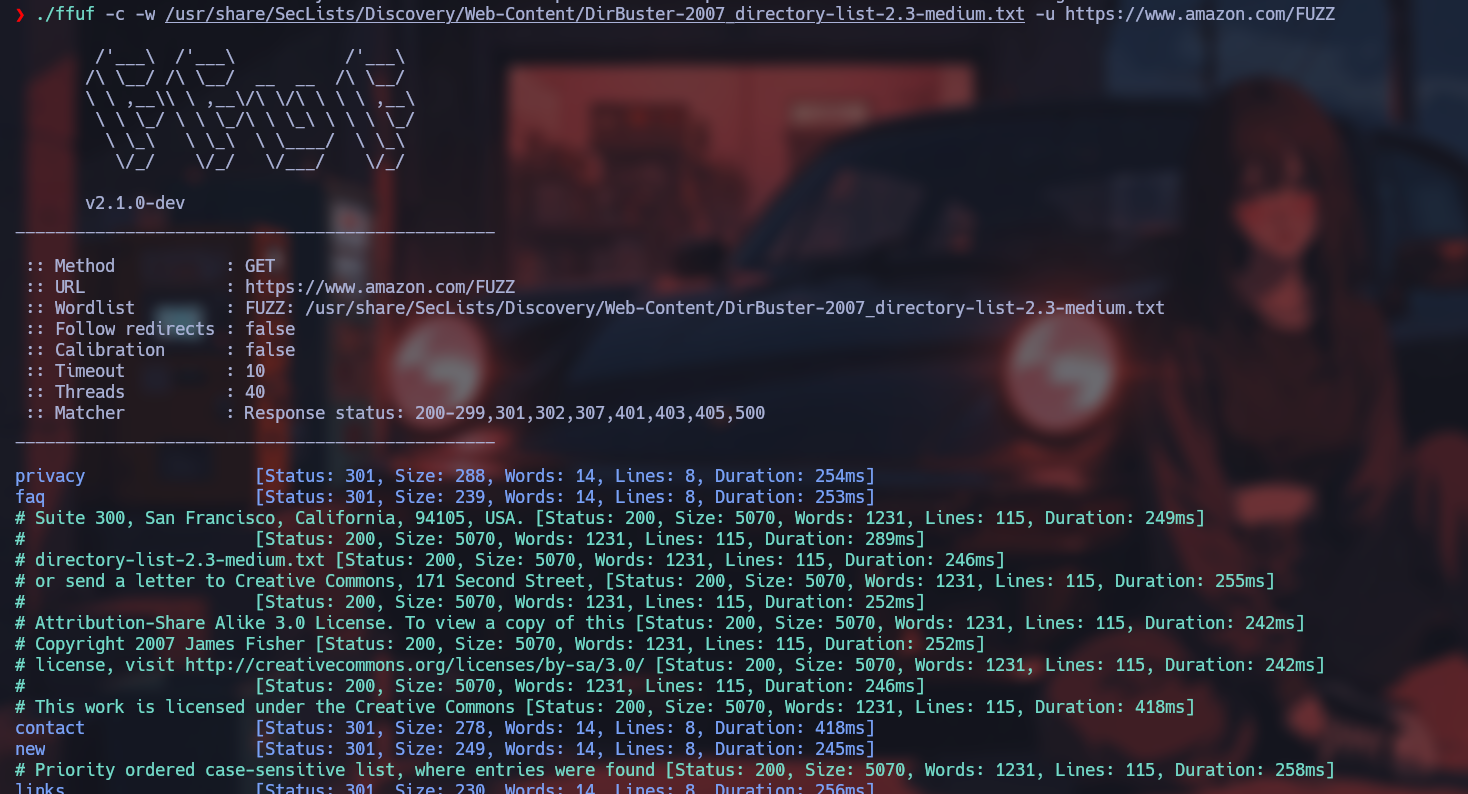 ❯ ./ffuf -c -w /usr/share/SecLists/Discovery/Web-Content/DirBuster-2007_directory-list-2.3-medium.txt -u https://www.amazon.com/FUZZ
        /'___\  /'___\           /'___\
       /\ \__/ /\ \__/  __  __  /\ \__/
       \ \ ,__\\ \ ,__\/\ \/\ \ \ \ ,__\
        \ \ \_/ \ \ \_/\ \ \_\ \ \ \ \_/
         \ \_\   \ \_\  \ \____/  \ \_\
          \/_/    \/_/   \/___/    \/_/
       v2.1.0-dev
________________________________________________
 :: Method           : GET
 :: URL              : https://www.amazon.com/FUZZ
 :: Wordlist         : FUZZ: /usr/share/SecLists/Discovery/Web-Content/DirBuster-2007_directory-list-2.3-medium.txt
 :: Follow redirects : false
 :: Calibration      : false
 :: Timeout          : 10
 :: Threads          : 40
 :: Matcher          : Response status: 200-299,301,302,307,401,403,405,500
________________________________________________
privacy                 [Status: 301, Size: 288, Words: 14, Lines: 8, Duration: 254ms]
faq                     [Status: 301, Size: 239, Words: 14, Lines: 8, Duration: 253ms]
# Suite 300, San Francisco, California, 94105, USA. [Status: 200, Size: 5070, Words: 1231, Lines: 115, Duration: 249ms]
#                       [Status: 200, Size: 5070, Words: 1231, Lines: 115, Duration: 289ms]
# directory-list-2.3-medium.txt [Status: 200, Size: 5070, Words: 1231, Lines: 115, Duration: 246ms]
# or send a letter to Creative Commons, 171 Second Street, [Status: 200, Size: 5070, Words: 1231, Lines: 115, Duration: 255ms]
#                       [Status: 200, Size: 5070, Words: 1231, Lines: 115, Duration: 252ms]
# Attribution-Share Alike 3.0 License. To view a copy of this [Status: 200, Size: 5070, Words: 1231, Lines: 115, Duration: 242ms]
# Copyright 2007 James Fisher [Status: 200, Size: 5070, Words: 1231, Lines: 115, Duration: 252ms]
# license, visit http://creativecommons.org/licenses/by-sa/3.0/ [Status: 200, Size: 5070, Words: 1231, Lines: 115, Duration: 242ms]
#                       [Status: 200, Size: 5070, Words: 1231, Lines: 115, Duration: 246ms]
# This work is licensed under the Creative Commons [Status: 200, Size: 5070, Words: 1231, Lines: 115, Duration: 418ms]
contact                 [Status: 301, Size: 278, Words: 14, Lines: 8, Duration: 418ms]
new                     [Status: 301, Size: 249, Words: 14, Lines: 8, Duration: 245ms]
# Priority ordered case-sensitive list, where entries were found [Status: 200, Size: 5070, Words: 1231, Lines: 115, Duration: 258ms]
links                   [Status: 301, Size: 230, Words: 14, Lines: 8, Duration: 256ms]